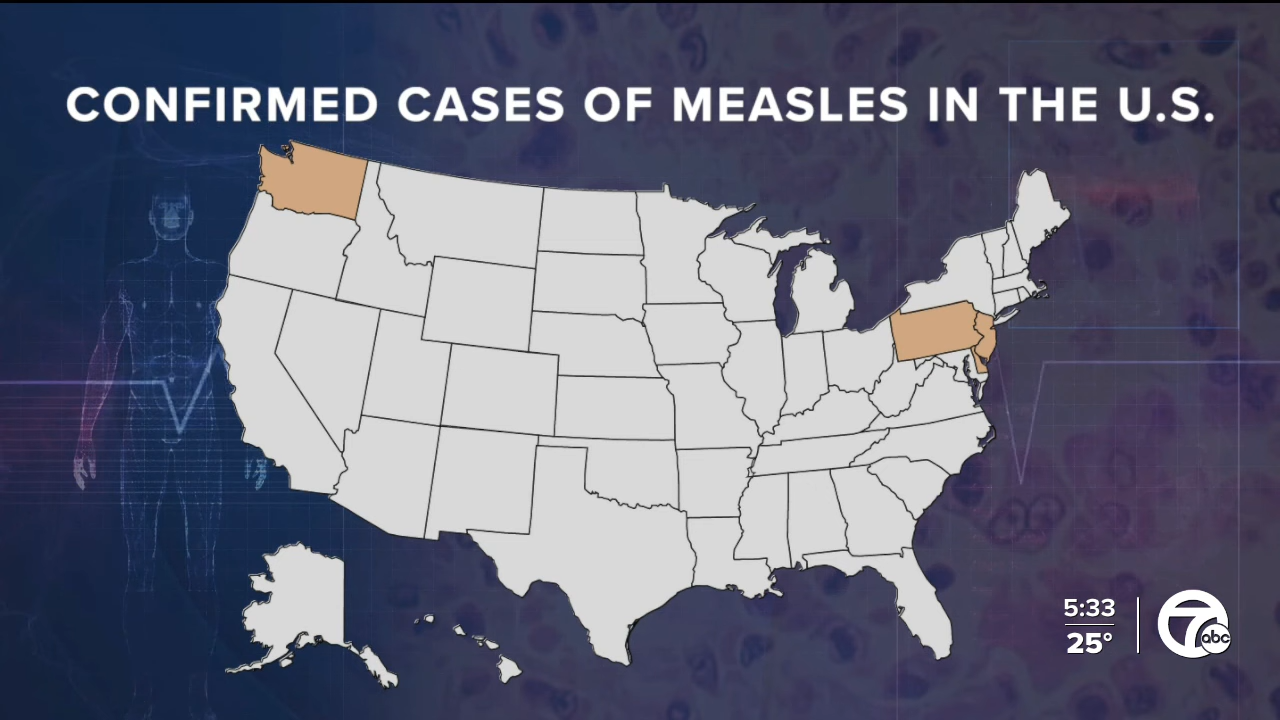 CONFIRMED CASES OF MEASLES IN THE U.S.
5:33
25°
7
abc